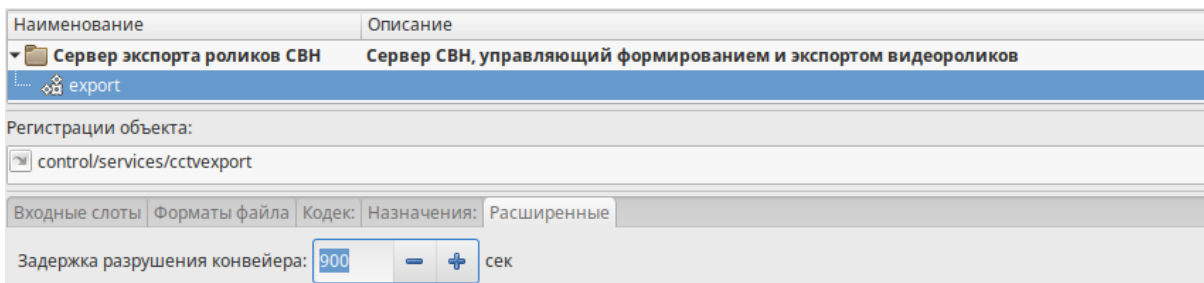 Наименование Описание
Сервер экспорта роликов СВН Сервер СВН, управляющий формированием и экспортом видеороликов
export
Регистрации объекта:
control/services/cctvexport
Входные слоты Форматы файла Кодек: Назначения: Расширенные
Задержка разрушения конвейера: 900 сек